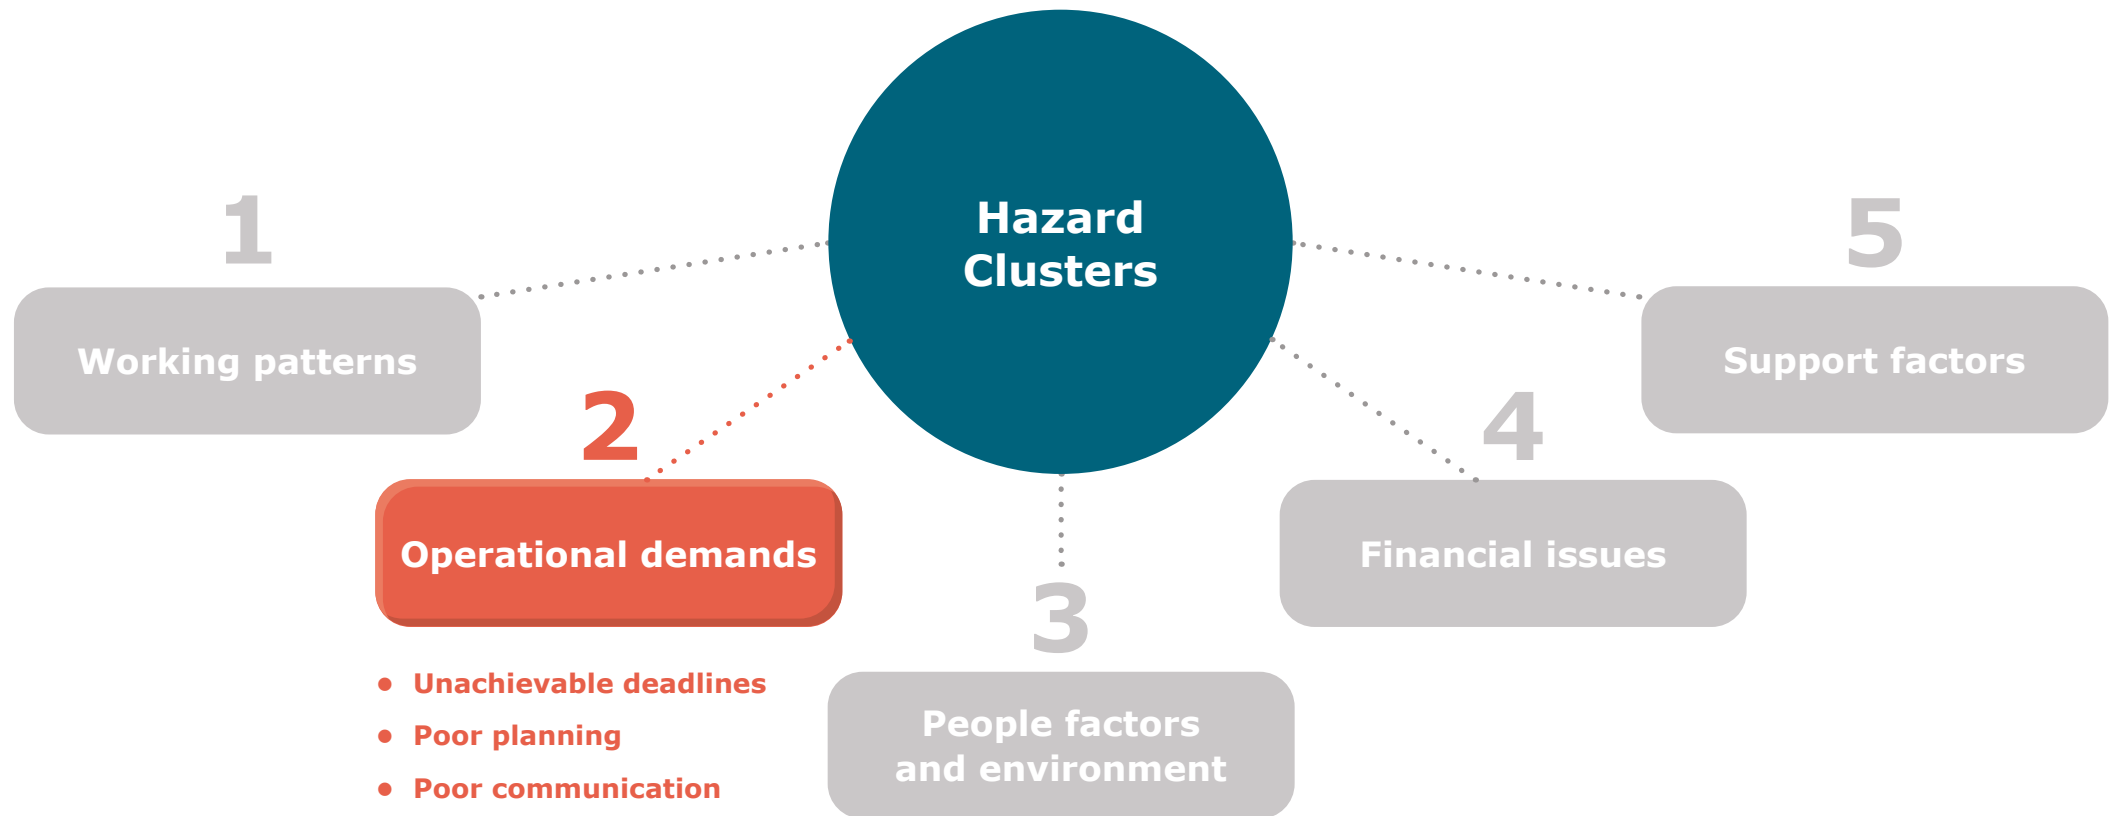 Hazard
Clusters
1
Working patterns
2
Operational demands
• Unachievable deadlines
• Poor planning
• Poor communication
3
People factors
and environment
4
Financial issues
5
Support factors